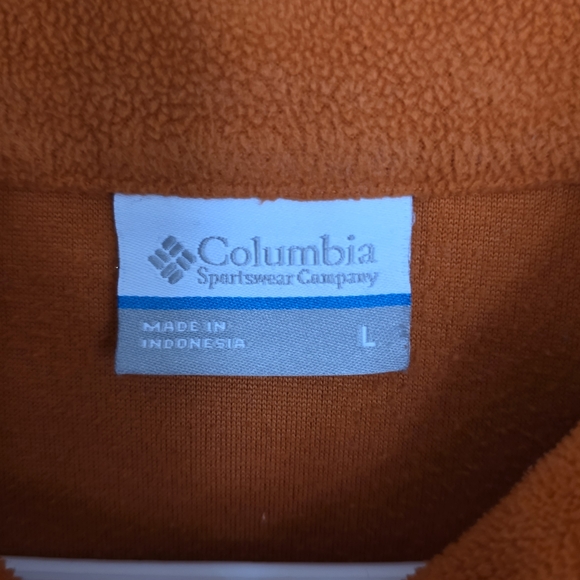 Columbia
Sportswear Company
MADE IN
INDONESIA
L